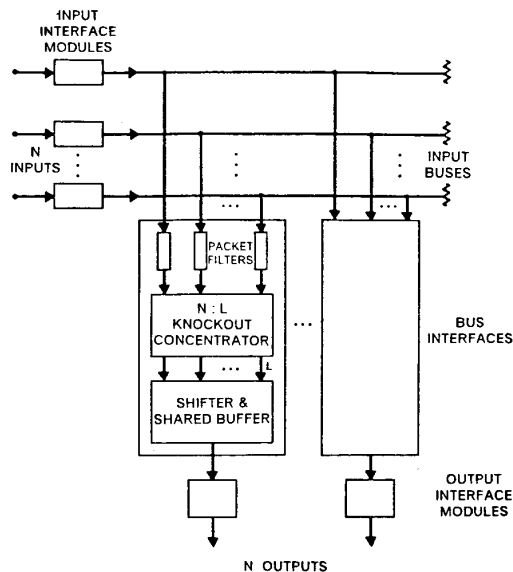 INPUT
INTERFACE
MODULES
N
INPUTS
INPUT
BUSES
PACKET
FILTERS
N : L
KNOCKOUT
CONCENTRATOR
L
SHIFTER &
SHARED BUFFER
BUS
INTERFACES
OUTPUT
INTERFACE
MODULES
N OUTPUTS